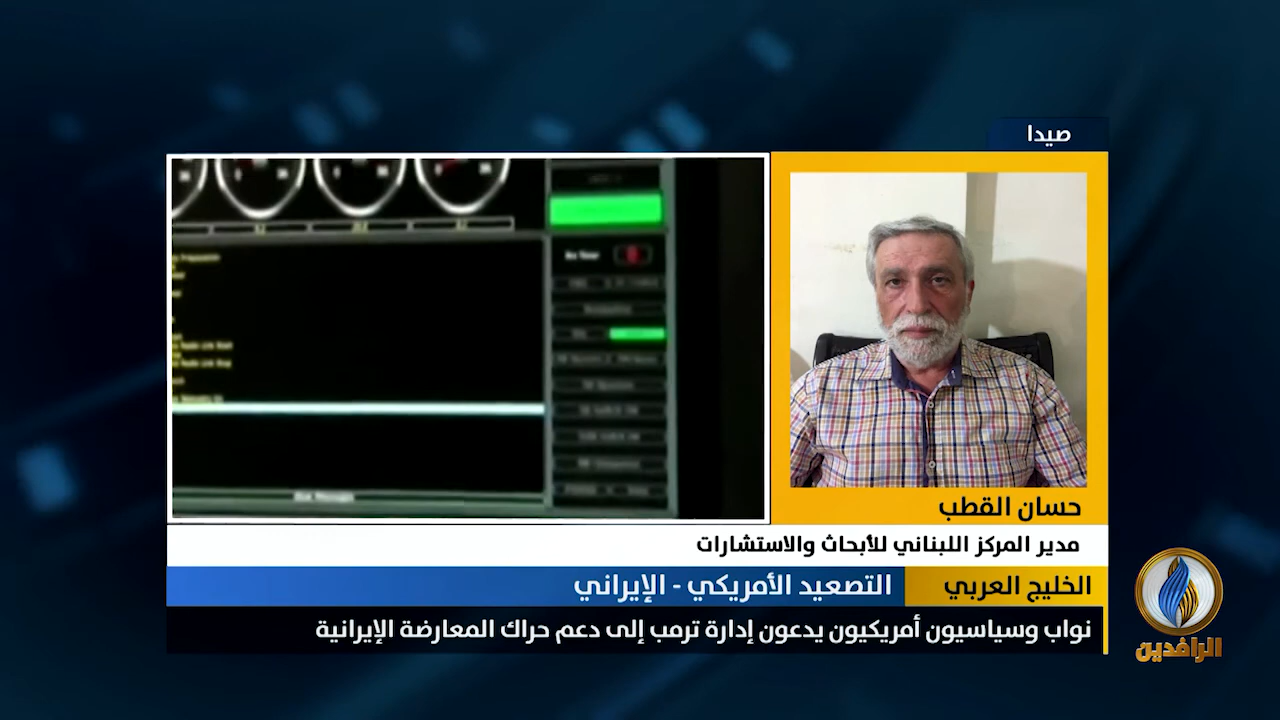 صيدا
حسان القطب
مدير المركز اللبناني للأبحاث والاستشارات
الخليج العربي
التصعيد الأمريكي - الإيراني
نواب وسياسيون أمريكيون يدعون إدارة ترمب إلى دعم حراك المعارضة الإيرانية
الرافدين